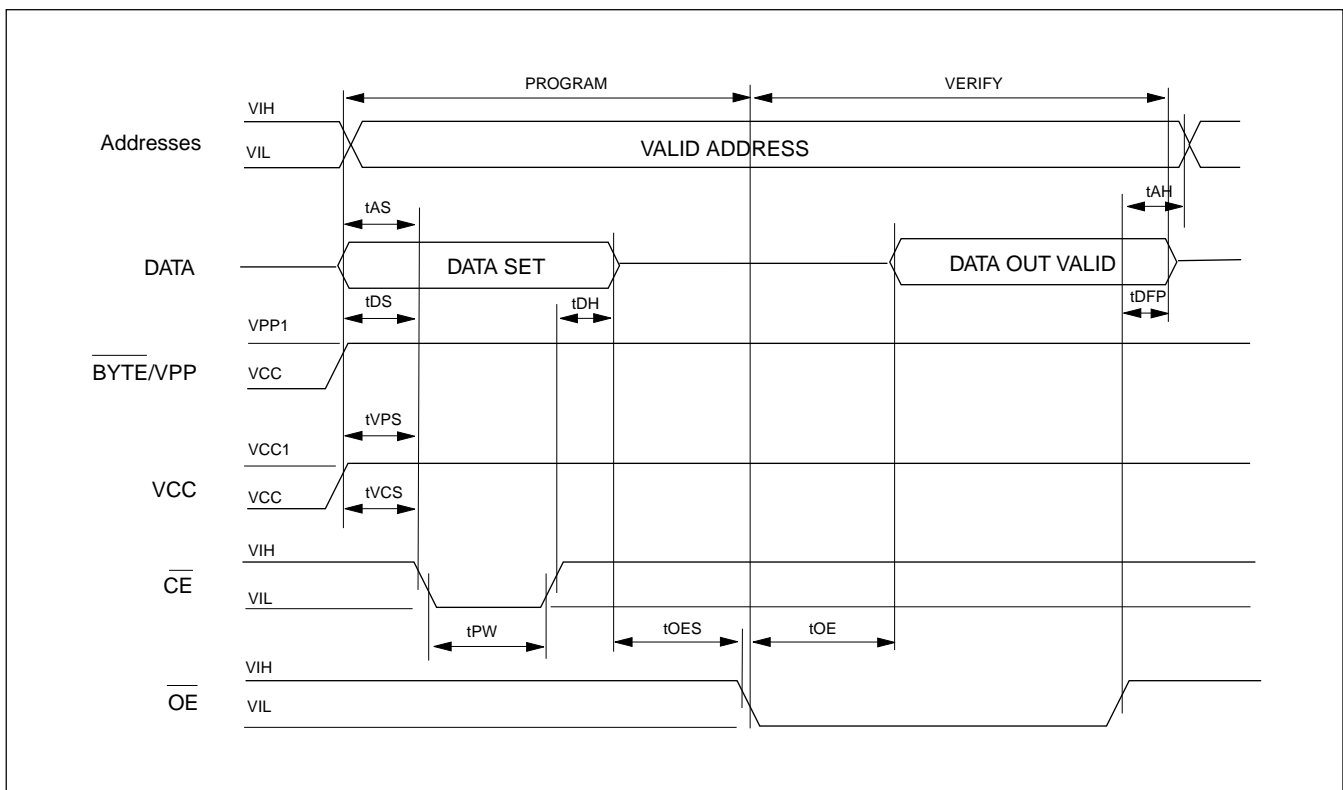 PROGRAM VERIFY
VIH
Addresses
VIL
VALID ADDRESS
tAS
tAH
DATA
DATA SET
DATA OUT VALID
tDS
tDH
tDFP
VPP1
BYTE/VPP
VCC
tVPS
VCC1
VCC
VCC
tVCS
VIH
CE
VIL
tPW
tOES
tOE
VIH
OE
VIL